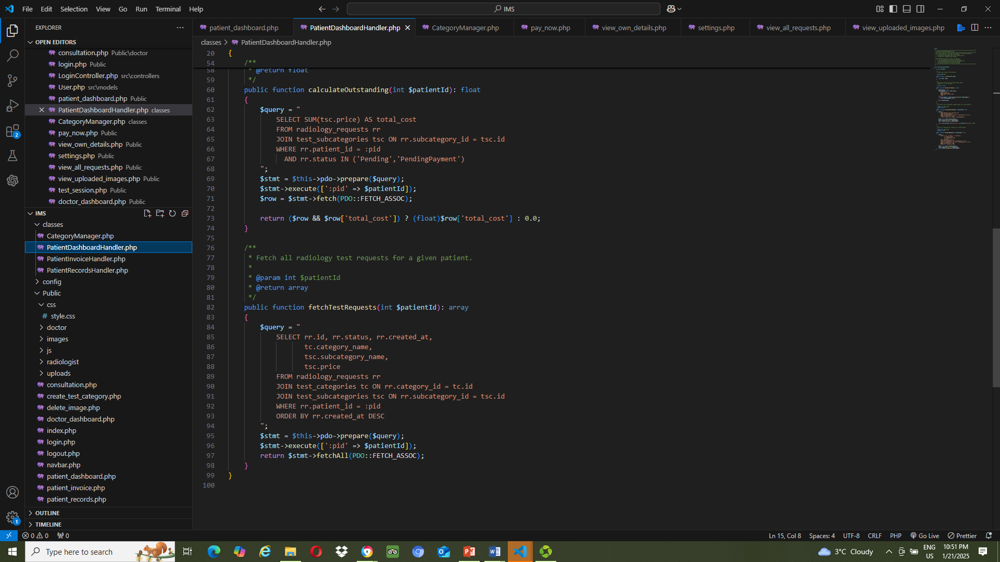 File Edit Selection View Go Run Terminal Help
IMS
EXPLORER
OPEN EDITORS
consultation.php Public\doctor
login.php Public
LoginController.php src\controllers
User.php src\models
patient_dashboard.php Public
PatientDashboardHandler.php classes
CategoryManager.php classes
pay_now.php Public
view_own_details.php Public
settings.php Public
view_all_requests.php Public
view_uploaded_images.php Public
test_session.php Public
doctor_dashboard.php Public
IMS
classes
CategoryManager.php
PatientDashboardHandler.php
PatientInvoiceHandler.php
PatientRecordsHandler.php
config
Public
css
# style.css
doctor
images
js
radiologist
uploads
consultation.php
create_test_category.php
delete_image.php
doctor_dashboard.php
index.php
login.php
logout.php
navbar.php
patient_dashboard.php
patient_invoice.php
patient_records.php
OUTLINE
TIMELINE
2
1
patient_dashboard.php PatientDashboardHandler.php CategoryManager.php pay_now.php view_own_details.php settings.php view_all_requests.php view_uploaded_images.php
classes > PatientDashboardHandler.php
20 {
54 /**
58 * @return float
59 */
60 public function calculateOutstanding(int $patientId): float
61 {
62 $query = "
63 SELECT SUM(tsc.price) AS total_cost
64 FROM radiology_requests rr
65 JOIN test_subcategories tsc ON rr.subcategory_id = tsc.id
66 WHERE rr.patient_id = :pid
67 AND rr.status IN ('Pending','PendingPayment')
68 ";
69 $stmt = $this->pdo->prepare($query);
70 $stmt->execute([':pid' => $patientId]);
71 $row = $stmt->fetch(PDO::FETCH_ASSOC);
72
73 return ($row && $row['total_cost']) ? (float)$row['total_cost'] : 0.0;
74 }
75
76 /**
77 * Fetch all radiology test requests for a given patient.
78 *
79 * @param int $patientId
80 * @return array
81 */
82 public function fetchTestRequests(int $patientId): array
83 {
84 $query = "
85 SELECT rr.id, rr.status, rr.created_at,
86 tc.category_name,
87 tsc.subcategory_name,
88 tsc.price
89 FROM radiology_requests rr
90 JOIN test_categories tc ON rr.category_id = tc.id
91 JOIN test_subcategories tsc ON rr.subcategory_id = tsc.id
92 WHERE rr.patient_id = :pid
93 ORDER BY rr.created_at DESC
94 ";
95 $stmt = $this->pdo->prepare($query);
96 $stmt->execute([':pid' => $patientId]);
97 return $stmt->fetchAll(PDO::FETCH_ASSOC);
98 }
99 }
100
0 0 0 Ln 15, Col 8 Spaces: 4 UTF-8 CRLF PHP Go Live Prettier
Type here to search
3°C Cloudy
ENG
US
10:51 PM
1/21/2025